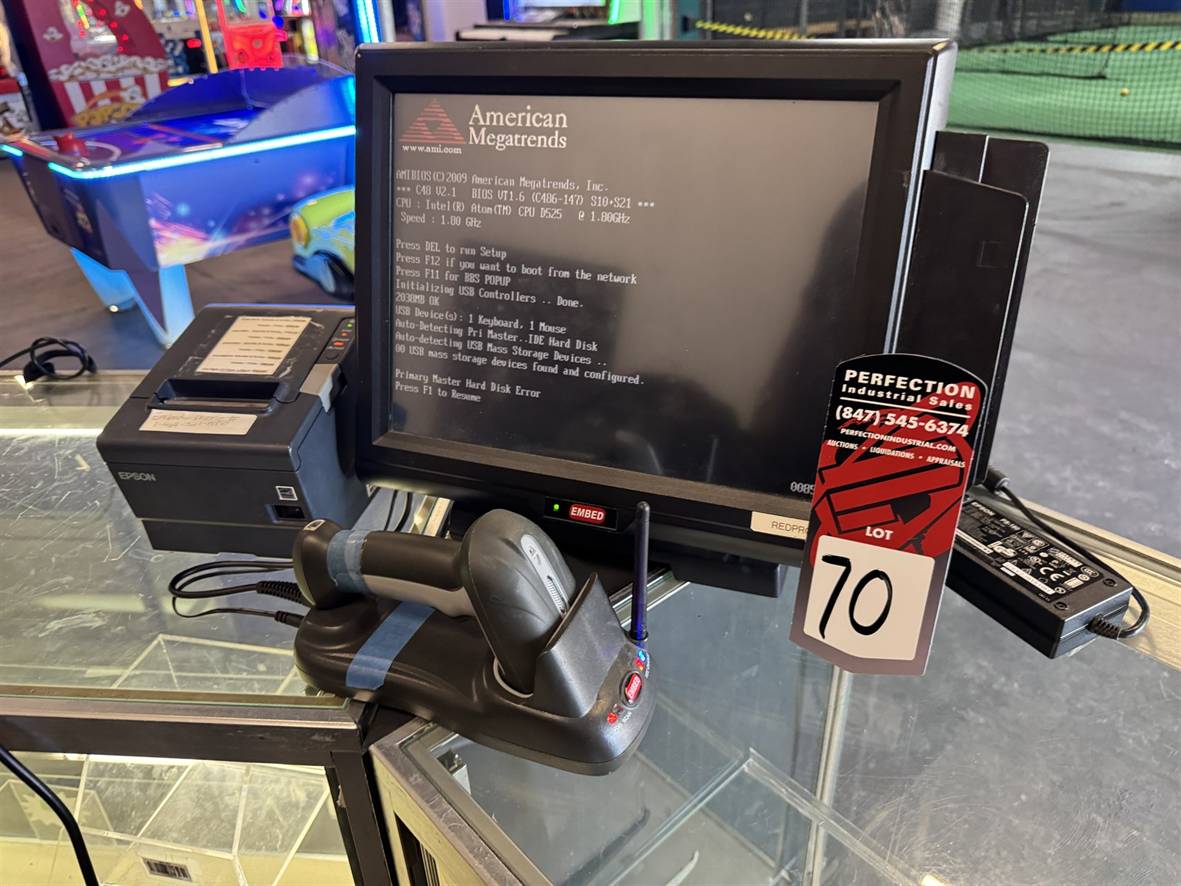 American
Megatrends
www.ami.com
AMIBIOS(C)2009 American Megatrends, Inc.
*** C48 V2.1 BIOS VT1.6 (C486-147) S10+S21 ***
CPU : Intel(R) Atom(TM) CPU D525 @ 1.80GHz
Speed : 1.80 GHz
Press DEL to run Setup
Press F12 if you want to boot from the network
Press F11 for BBS POPUP
Initializing USB Controllers .. Done.
2038MB OK
USB Device(s): 1 Keyboard, 1 Mouse
Auto-Detecting Pri Master..IDE Hard Disk
Auto-detecting USB Mass Storage Devices ..
00 USB mass storage devices found and configured.
Primary Master Hard Disk Error
Press F1 to Resume
EMBED
EPSON
PERFECTION
Industrial Sales
(847) 545-6374
PERFECTIONINDUSTRIAL.COM
AUCTIONS • LIQUIDATIONS • APPRAISALS
LOT
70
EMBED
EPSON